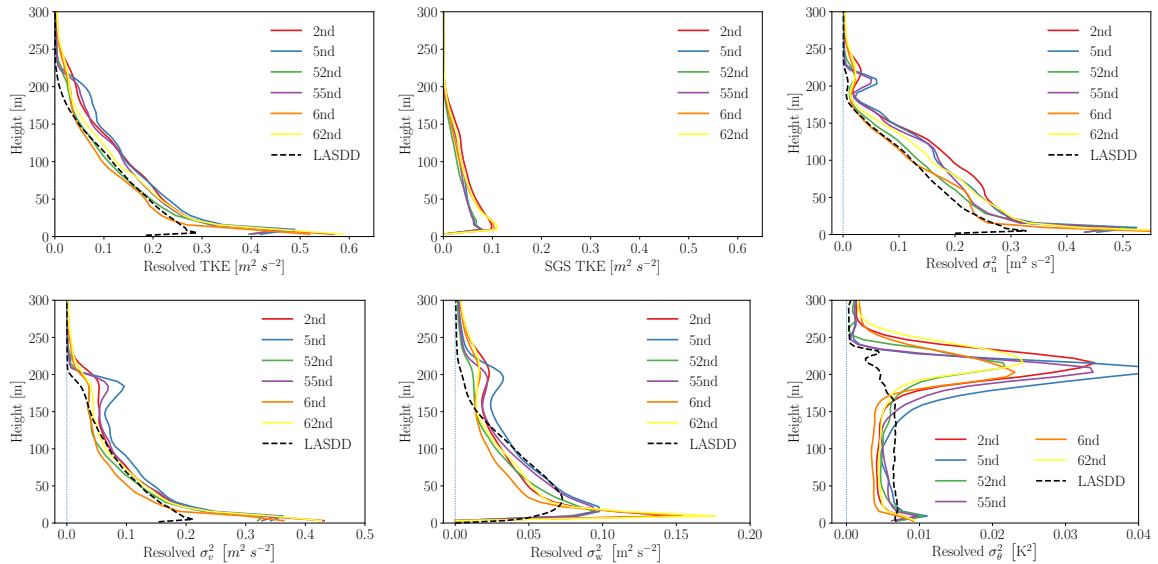 300
250
200
150
100
50
0
Height [m]
0.0 0.1 0.2 0.3 0.4 0.5 0.6
Resolved TKE [m² s⁻²]
2nd
5nd
52nd
55nd
6nd
62nd
LASDD
300
250
200
150
100
50
0
Height [m]
0.0 0.1 0.2 0.3 0.4 0.5 0.6
SGS TKE [m² s⁻²]
2nd
5nd
52nd
55nd
6nd
62nd
300
250
200
150
100
50
0
Height [m]
0.0 0.1 0.2 0.3 0.4 0.5
Resolved σ²ᵤ [m² s⁻²]
2nd
5nd
52nd
55nd
6nd
62nd
LASDD
300
250
200
150
100
50
0
Height [m]
0.0 0.1 0.2 0.3 0.4 0.5
Resolved σ²ᵥ [m² s⁻²]
2nd
5nd
52nd
55nd
6nd
62nd
LASDD
300
250
200
150
100
50
0
Height [m]
0.00 0.05 0.10 0.15 0.20
Resolved σ²_w [m² s⁻²]
2nd
5nd
52nd
55nd
6nd
62nd
LASDD
300
250
200
150
100
50
0
Height [m]
0.00 0.01 0.02 0.03 0.04
Resolved σ²_θ [K²]
2nd
5nd
52nd
55nd
6nd
62nd
LASDD